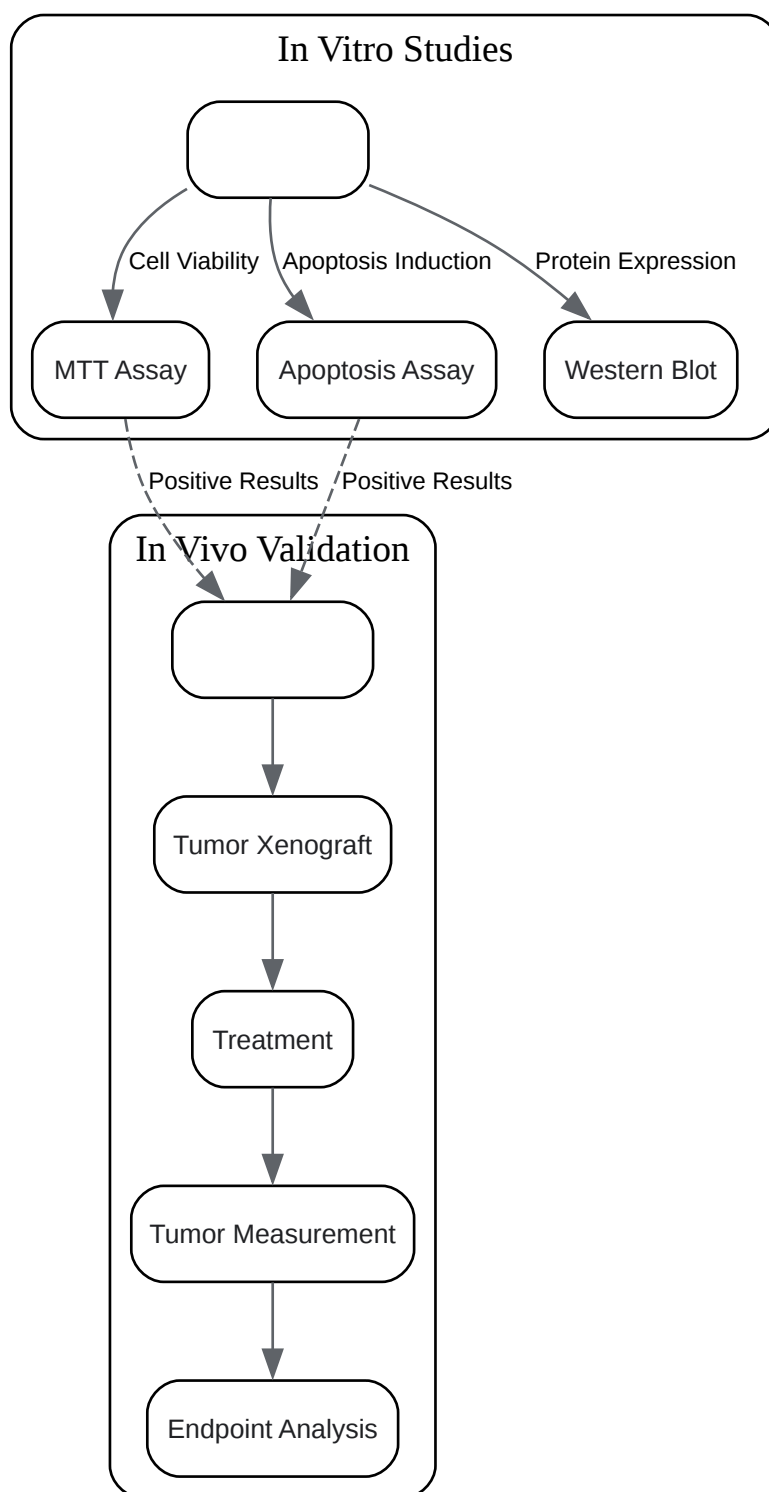 In Vitro Studies
Cell Viability
Apoptosis Induction
Protein Expression
MTT Assay
Apoptosis Assay
Western Blot
Positive Results
Positive Results
In Vivo Validation
Tumor Xenograft
Treatment
Tumor Measurement
Endpoint Analysis